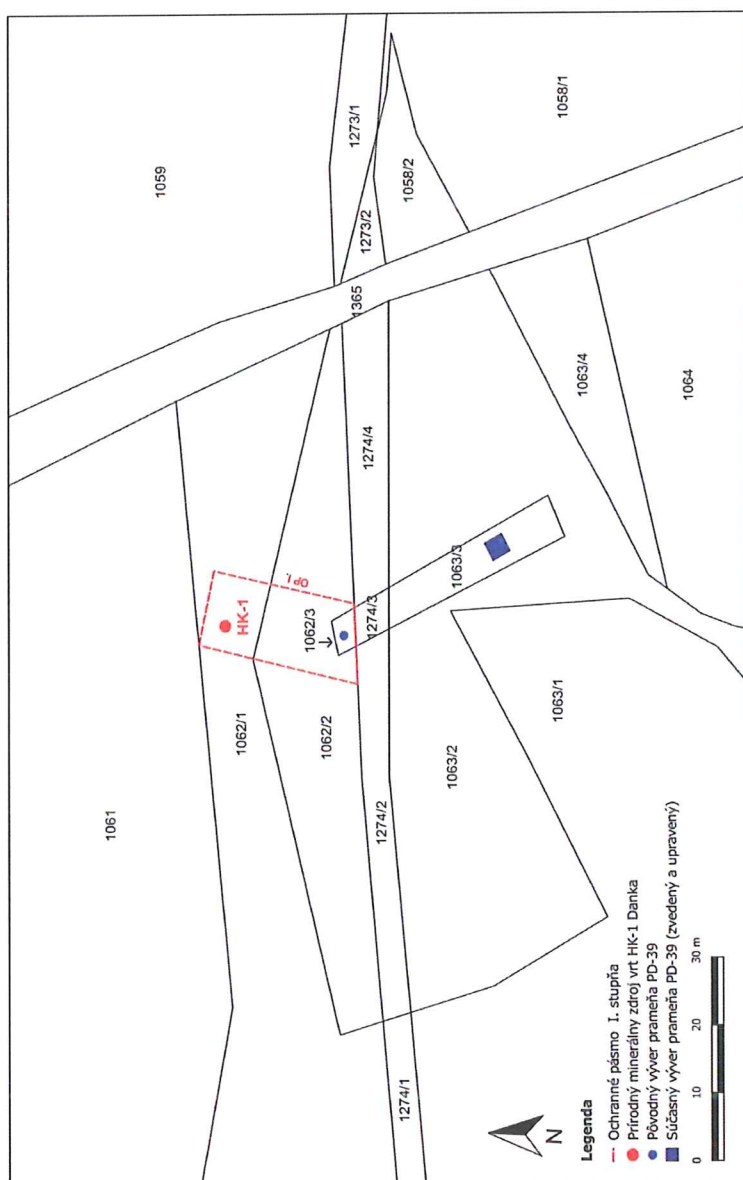 1059
1273/1
1058/1
1061
1365
1273/2
1058/2
1062/1
HK-1
OP I.
1274/4
1063/4
1064
1062/2
1062/3
1274/3
1063/3
1274/2
1063/2
1063/1
1274/1
N
Legenda
Ochranné pásmo I. stupňa
Prírodný minerálny zdroj vrt HK-1 Danka
Pôvodný výver prameňa PD-39
Súčasný výver prameňa PD-39 (zvedený a upravený)
0 10 20 30 m